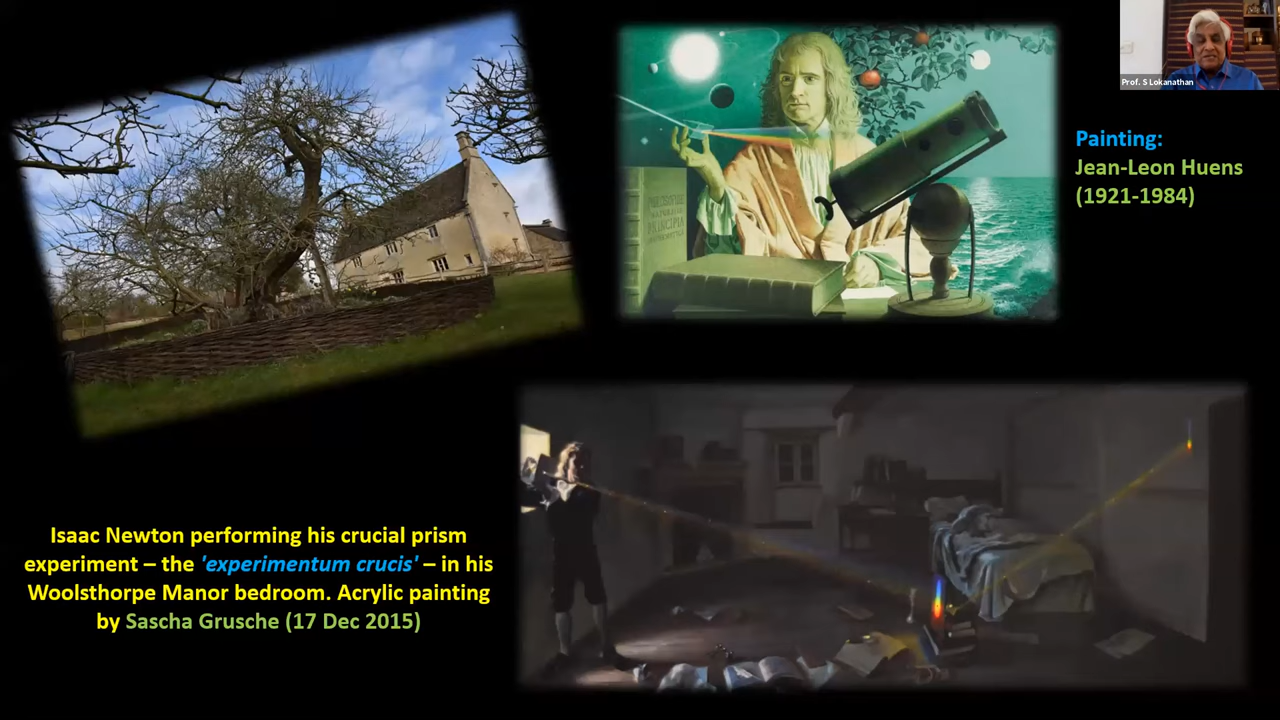 Prof. S Lokanathan
Painting:
Jean-Leon Huens
(1921-1984)
PRINCIPIA
Isaac Newton performing his crucial prism
experiment – the 'experimentum crucis' – in his
Woolsthorpe Manor bedroom. Acrylic painting
by Sascha Grusche (17 Dec 2015)